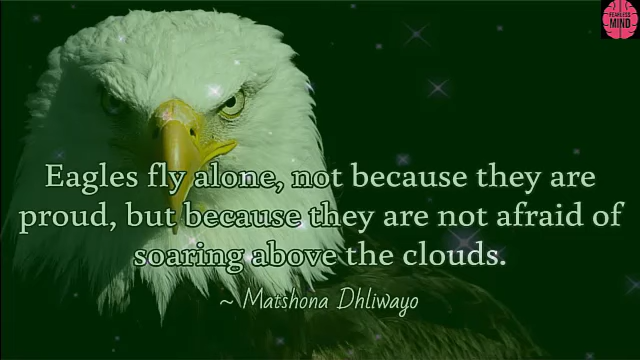 FEARLESS
MIND
Eagles fly alone, not because they are
proud, but because they are not afraid of
soaring above the clouds.
~ Matshona Dhliwayo